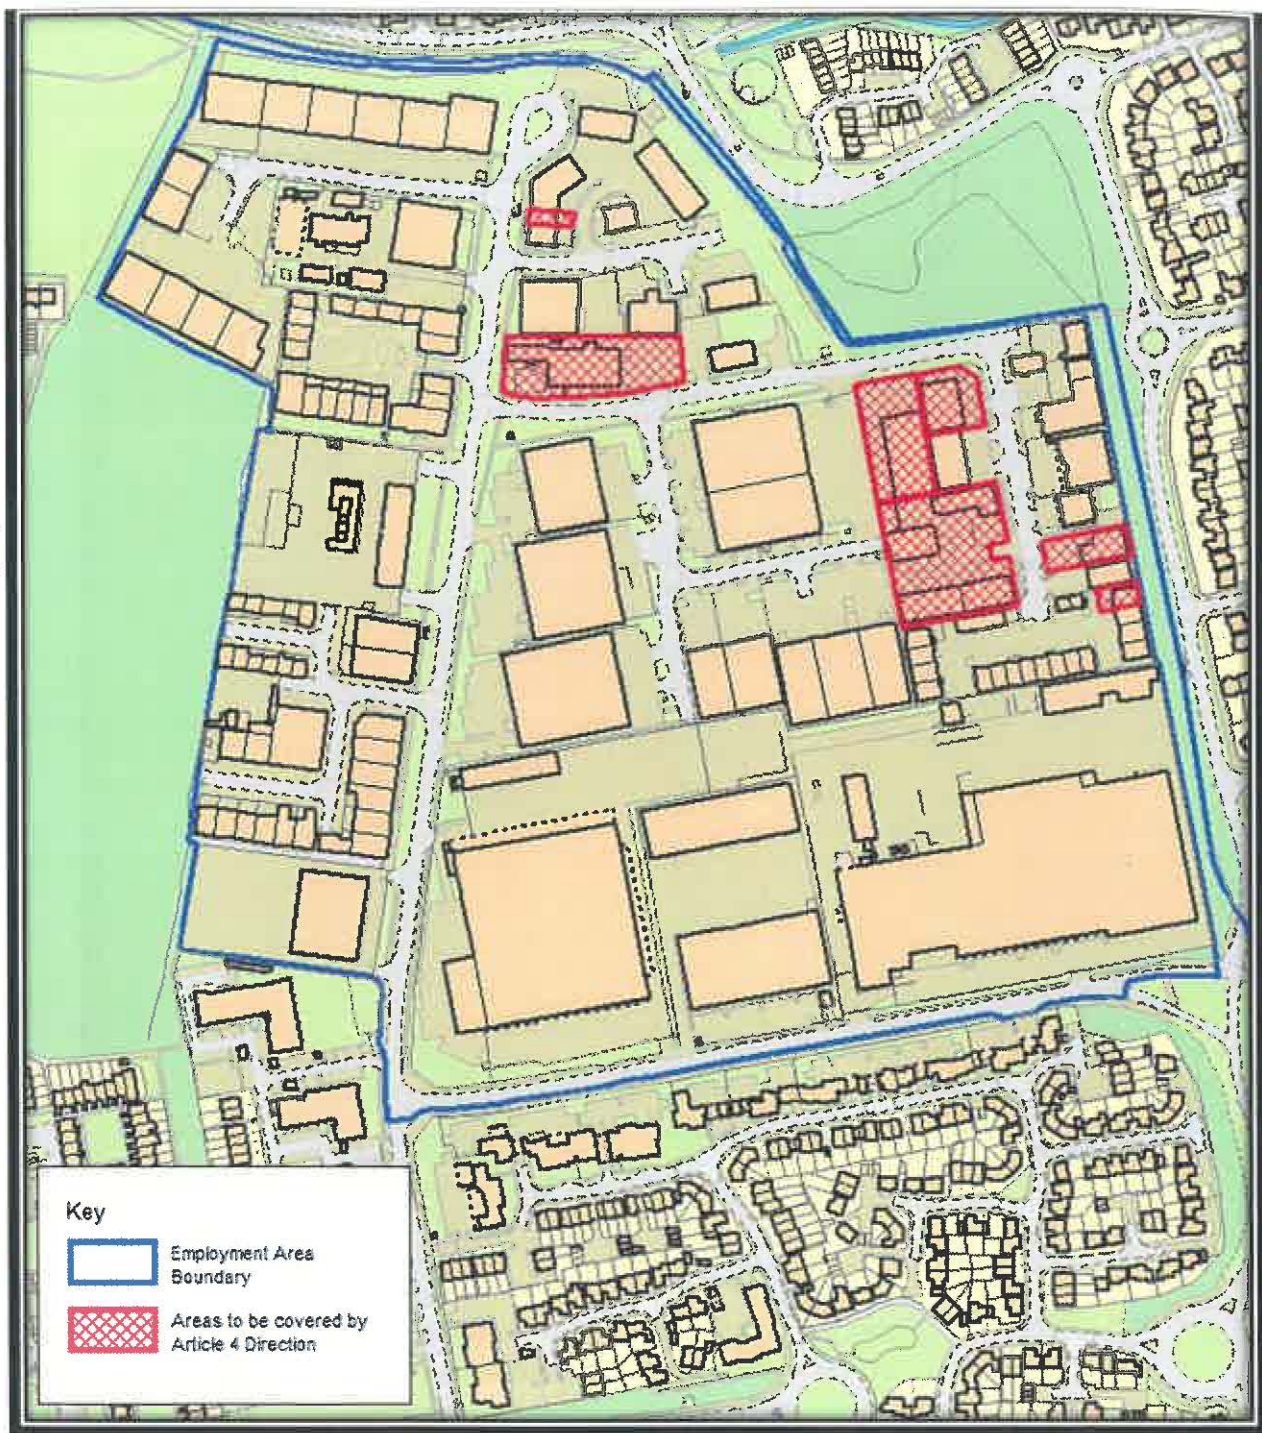 Key
Employment Area
Boundary
Areas to be covered by
Article 4 Direction